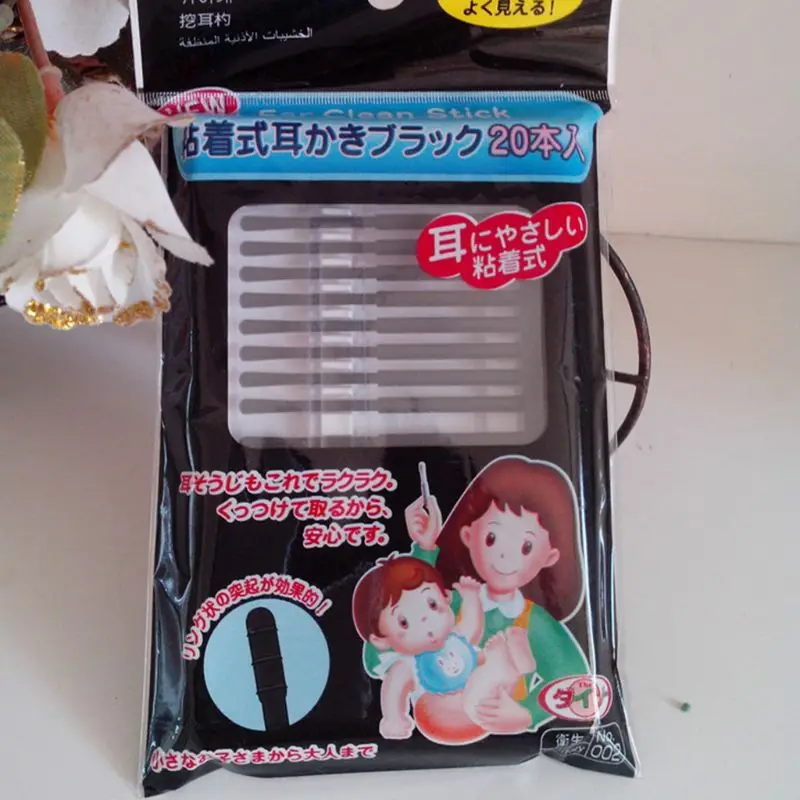 挖耳杓
الخشيبات الأذنية المنظفة
よく見える!
NEW
Ear Clean Stick
粘着式耳かきブラック20本入
耳にやさしい
粘着式
耳そうじもこれでラクラク。
くっつけて取るから、
安心です。
リング状の突起が効果的!
小さなお子さまから大人まで
The
ダイソー
衛生
No.
002